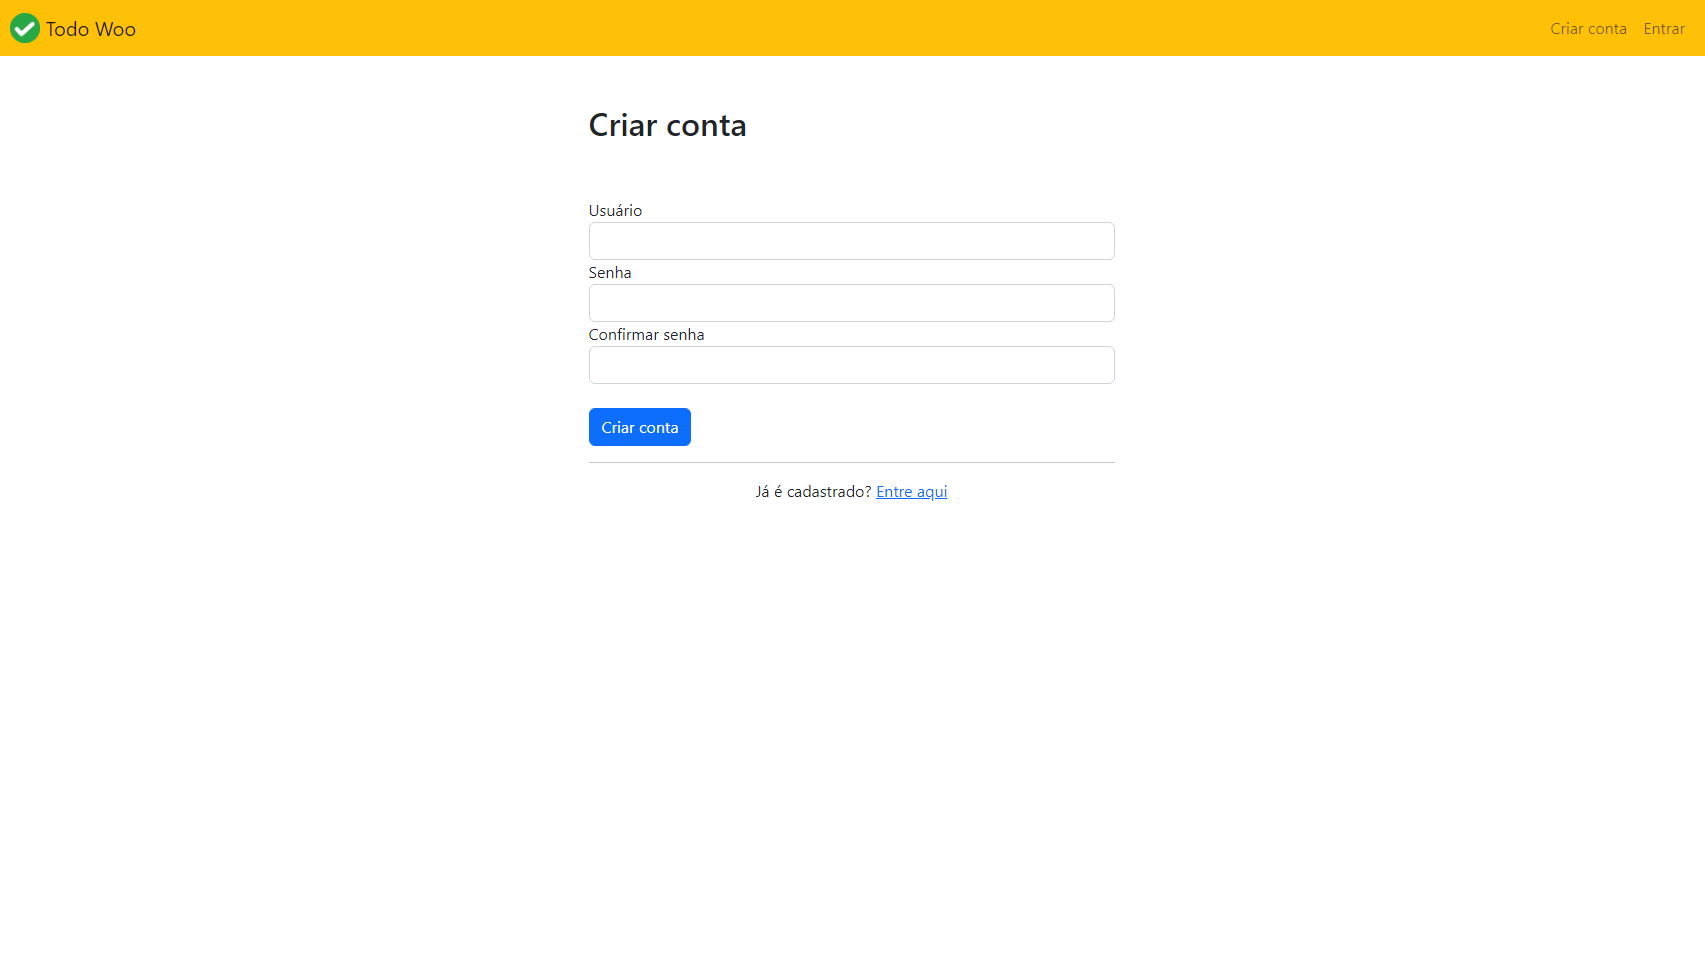 Todo Woo
Criar conta Entrar
Criar conta
Usuário
Senha
Confirmar senha
Criar conta
Já é cadastrado? Entre aqui